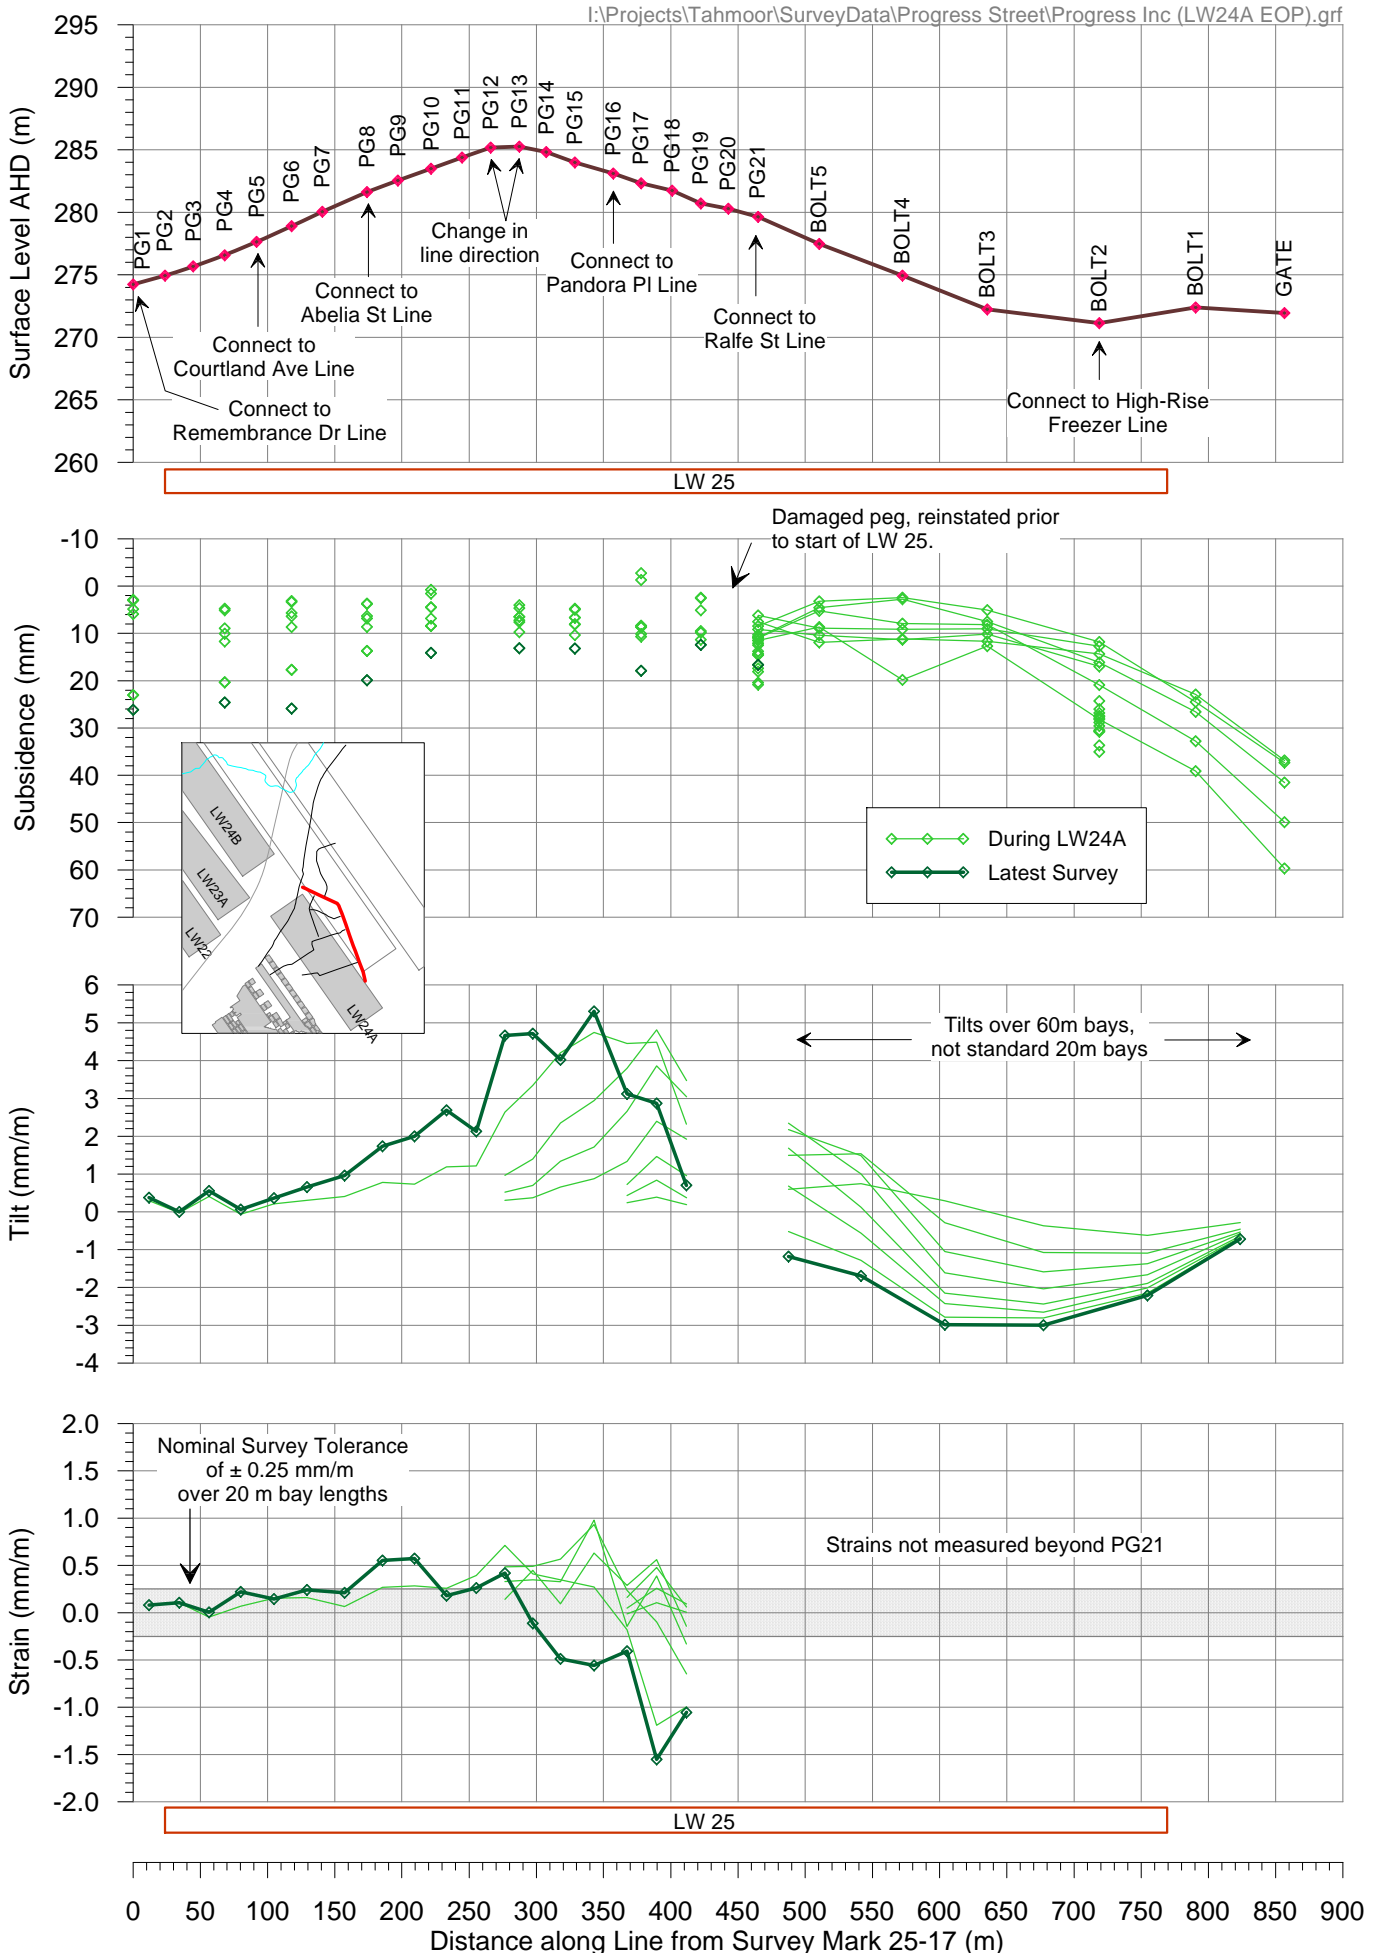 I:\Projects\Tahmoor\SurveyData\Progress Street\Progress Inc (LW24A EOP).grf
Surface Level AHD (m)
295
290
285
280
275
270
265
260
PG1
PG2
PG3
PG4
PG5
PG6
PG7
PG8
PG9
PG10
PG11
PG12
PG13
PG14
PG15
PG16
PG17
PG18
PG19
PG20
PG21
BOLT5
BOLT4
BOLT3
BOLT2
BOLT1
GATE
Change in
line direction
Connect to
Pandora Pl Line
Connect to
Abelia St Line
Connect to
Ralfe St Line
Connect to
Courtland Ave Line
Connect to High-Rise
Freezer Line
Connect to
Remembrance Dr Line
LW 25
Damaged peg, reinstated prior
to start of LW 25.
Subsidence (mm)
-10
0
10
20
30
40
50
60
70
LW24B
LW23A
LW22
LW24A
During LW24A
Latest Survey
Tilt (mm/m)
6
5
4
3
2
1
0
-1
-2
-3
-4
Tilts over 60m bays,
not standard 20m bays
Strain (mm/m)
2.0
1.5
1.0
0.5
0.0
-0.5
-1.0
-1.5
-2.0
Nominal Survey Tolerance
of ± 0.25 mm/m
over 20 m bay lengths
Strains not measured beyond PG21
LW 25
0 50 100 150 200 250 300 350 400 450 500 550 600 650 700 750 800 850 900
Distance along Line from Survey Mark 25-17 (m)